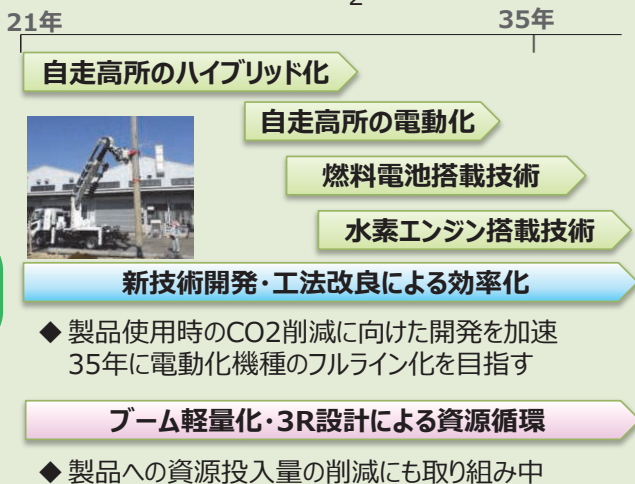 2
21年
35年
自走高所のハイブリッド化
自走高所の電動化
燃料電池搭載技術
水素エンジン搭載技術
新技術開発・工法改良による効率化
◆ 製品使用時のCO2削減に向けた開発を加速
35年に電動化機種のフルライン化を目指す
ブーム軽量化・3R設計による資源循環
◆ 製品への資源投入量の削減にも取り組み中